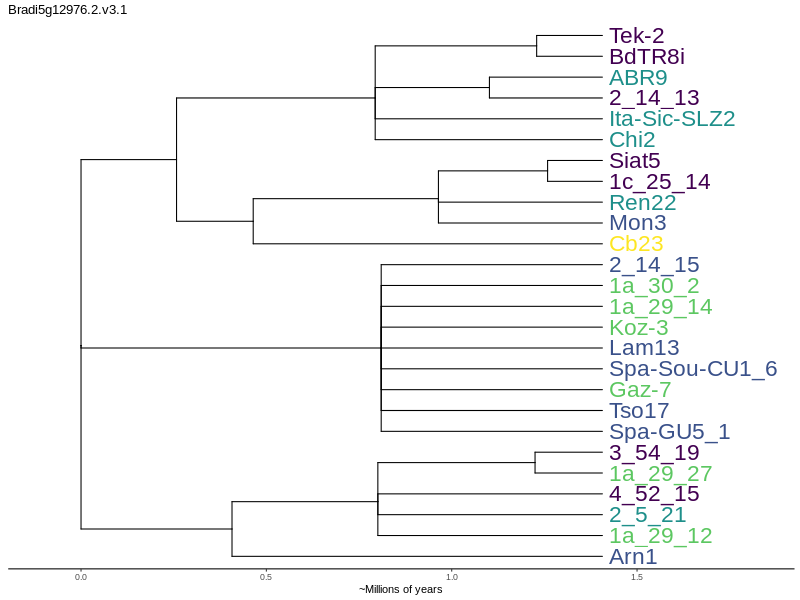 Bradi5g12976.2.v3.1
Tek-2
BdTR8i
ABR9
2_14_13
Ita-Sic-SLZ2
Chi2
Siat5
1c_25_14
Ren22
Mon3
Cb23
2_14_15
1a_30_2
1a_29_14
Koz-3
Lam13
Spa-Sou-CU1_6
Gaz-7
Tso17
Spa-GU5_1
3_54_19
1a_29_27
4_52_15
2_5_21
1a_29_12
Arn1
0.0 0.5 1.0 1.5
~Millions of years